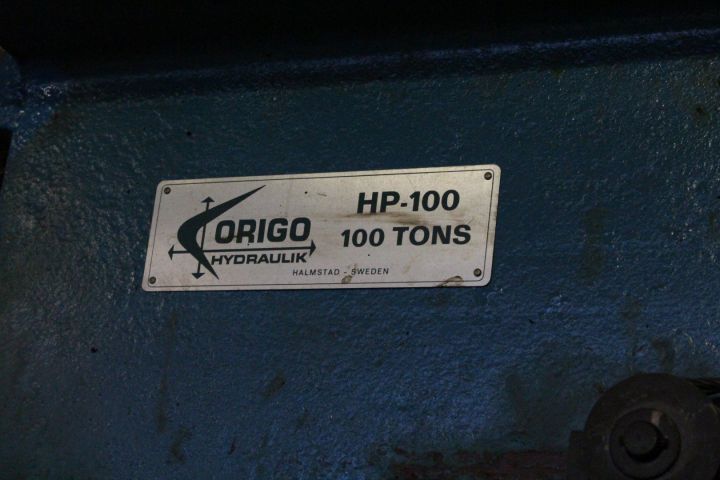 ORIGO
HYDRAULIK
HP-100
100 TONS
HALMSTAD - SWEDEN